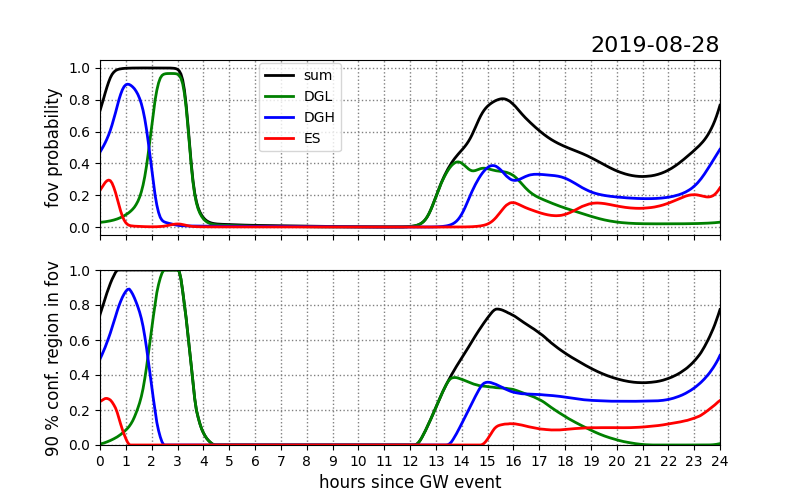 2019-08-28
fov probability
1.0
0.8
0.6
0.4
0.2
0.0
sum
DGL
DGH
ES
90 % conf. region in fov
1.0
0.8
0.6
0.4
0.2
0.0
0 1 2 3 4 5 6 7 8 9 10 11 12 13 14 15 16 17 18 19 20 21 22 23 24
hours since GW event